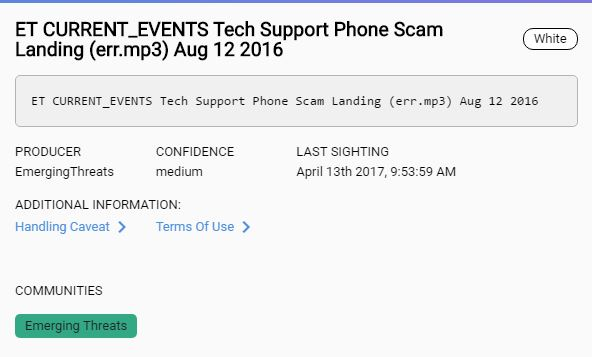 ET CURRENT_EVENTS Tech Support Phone Scam
Landing (err.mp3) Aug 12 2016
White
ET CURRENT_EVENTS Tech Support Phone Scam Landing (err.mp3) Aug 12 2016
PRODUCER CONFIDENCE LAST SIGHTING
EmergingThreats medium April 13th 2017, 9:53:59 AM
ADDITIONAL INFORMATION:
Handling Caveat Terms Of Use
COMMUNITIES
Emerging Threats